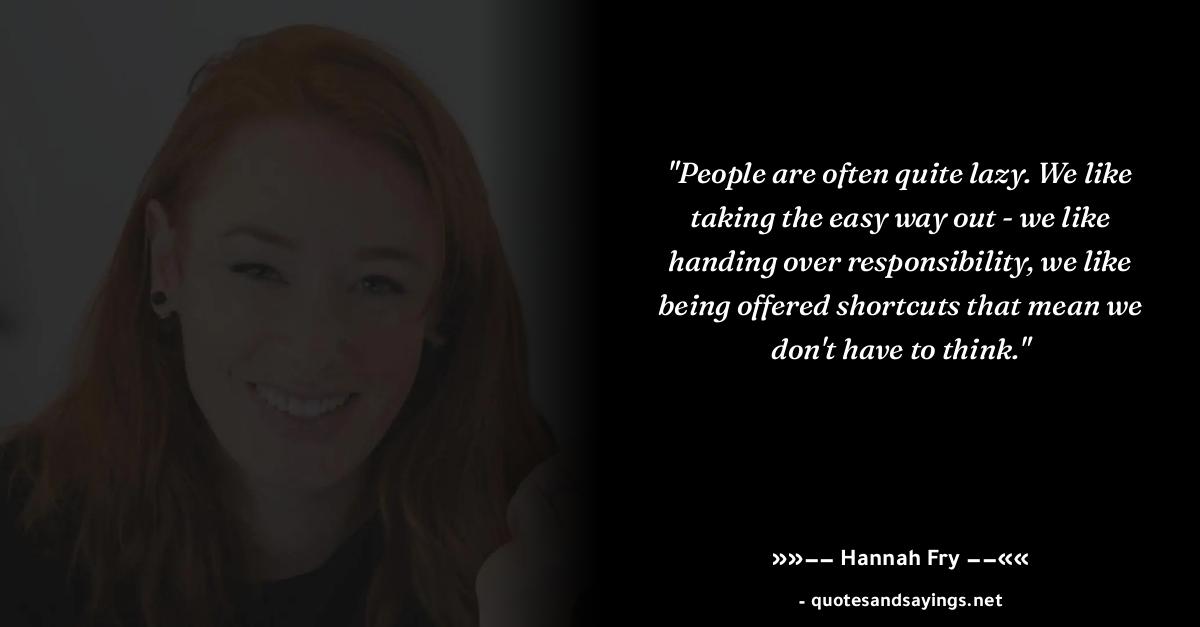 "People are often quite lazy. We like
taking the easy way out - we like
handing over responsibility, we like
being offered shortcuts that mean we
don't have to think."
»»−− Hannah Fry −−««
- quotesandsayings.net